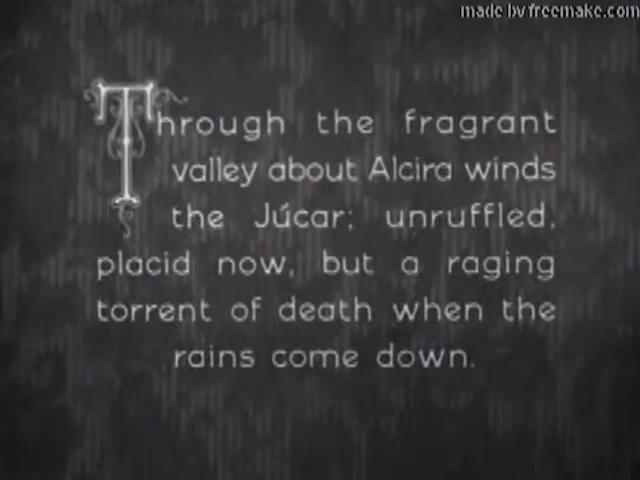 made by freemake.com
Through the fragrant
valley about Alcira winds
the Júcar; unruffled,
placid now, but a raging
torrent of death when the
rains come down.